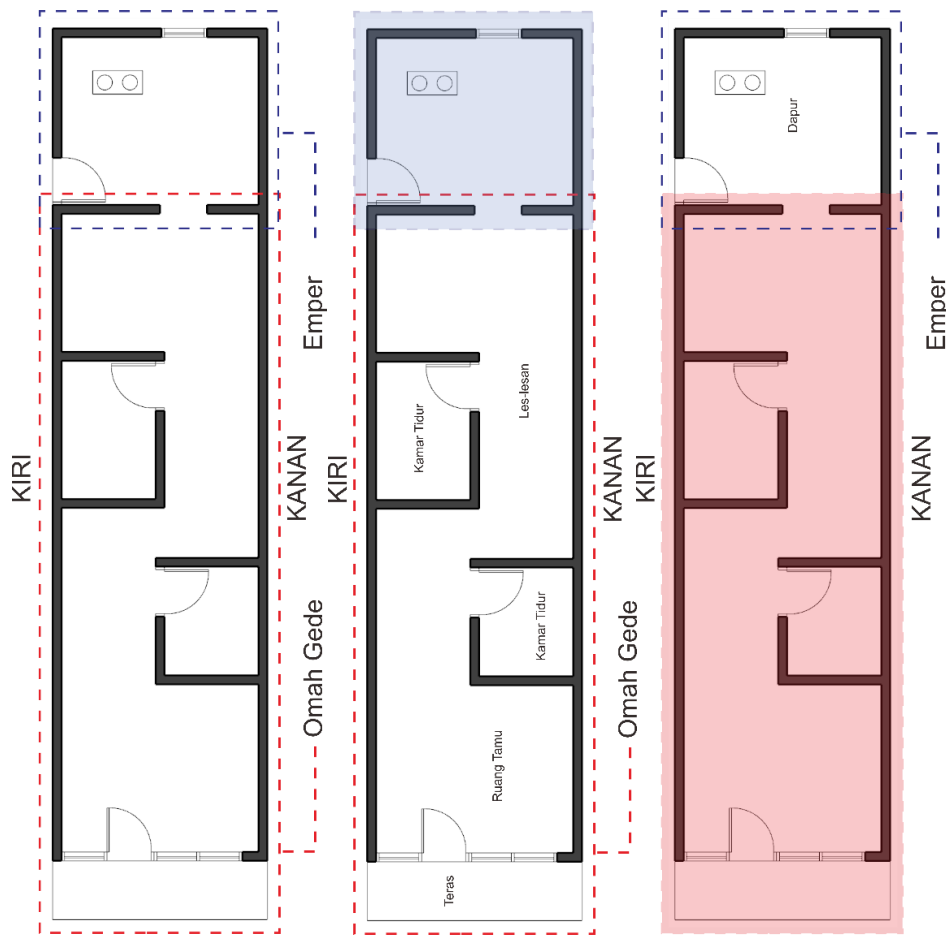 KIRI
Emper
KANAN
Omah Gede
KIRI
Kamar Tidur
Les-lesan
Kamar Tidur
Ruang Tamu
Teras
KANAN
Omah Gede
KIRI
Dapur
Emper
KANAN